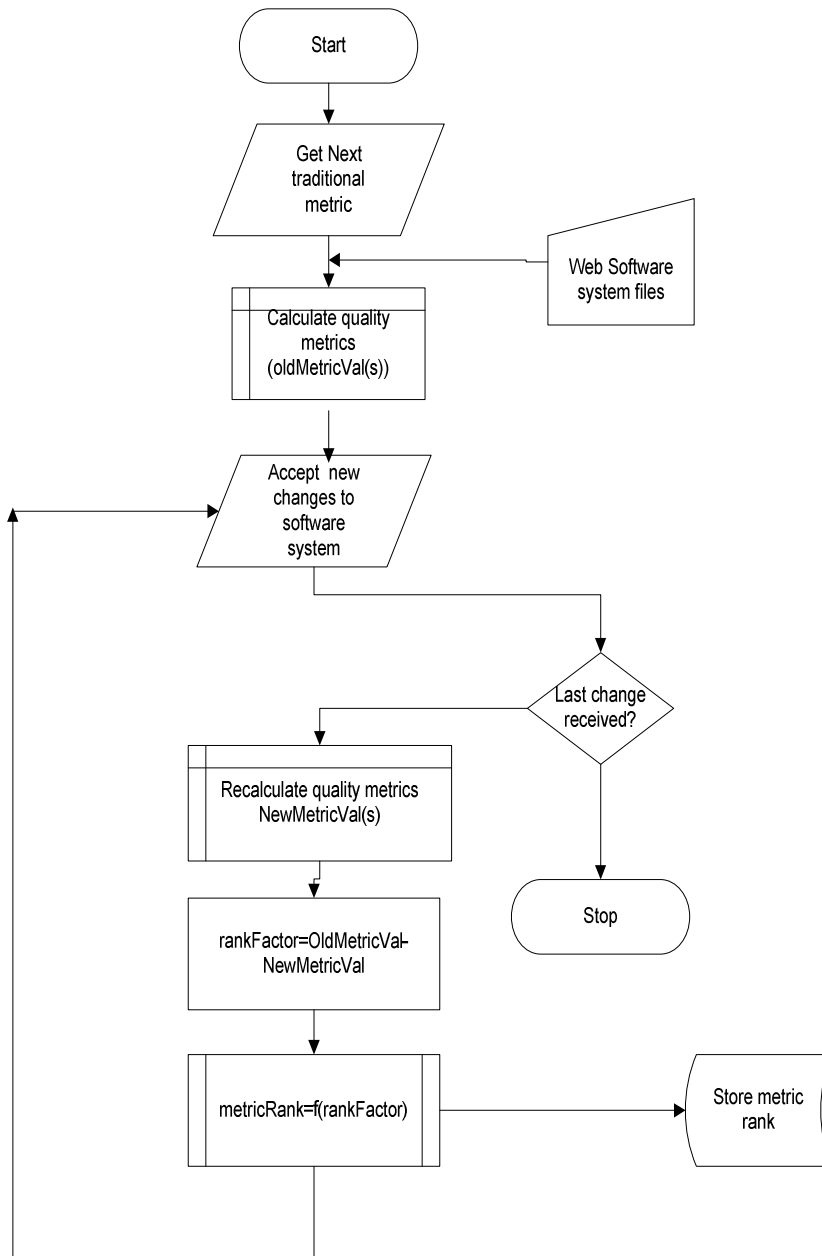 Start
Get Next
traditional
metric
Web Software
system files
Calculate quality
metrics
(oldMetricVal(s))
Accept new
changes to
software
system
Last change
received?
Recalculate quality metrics
NewMetricVal(s)
Stop
rankFactor=OldMetricVal-
NewMetricVal
metricRank=f(rankFactor)
Store metric
rank